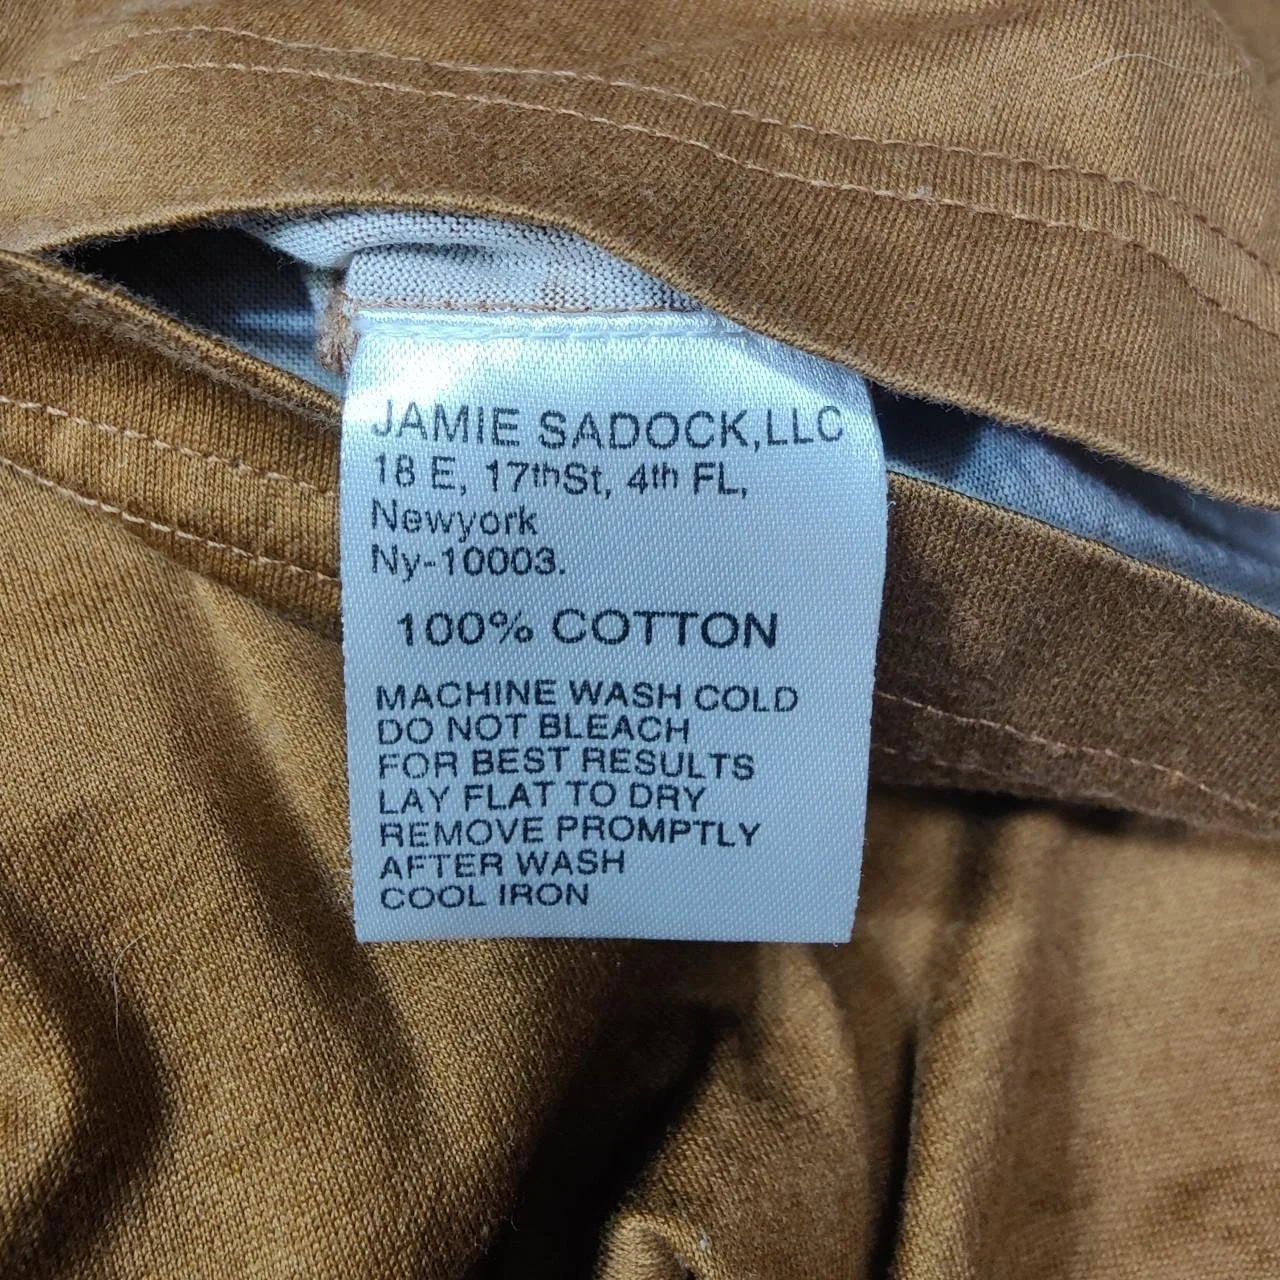 JAMIE SADOCK,LLC
18 E, 17thSt, 4th FL,
Newyork
Ny-10003.
100% COTTON
MACHINE WASH COLD
DO NOT BLEACH
FOR BEST RESULTS
LAY FLAT TO DRY
REMOVE PROMPTLY
AFTER WASH
COOL IRON